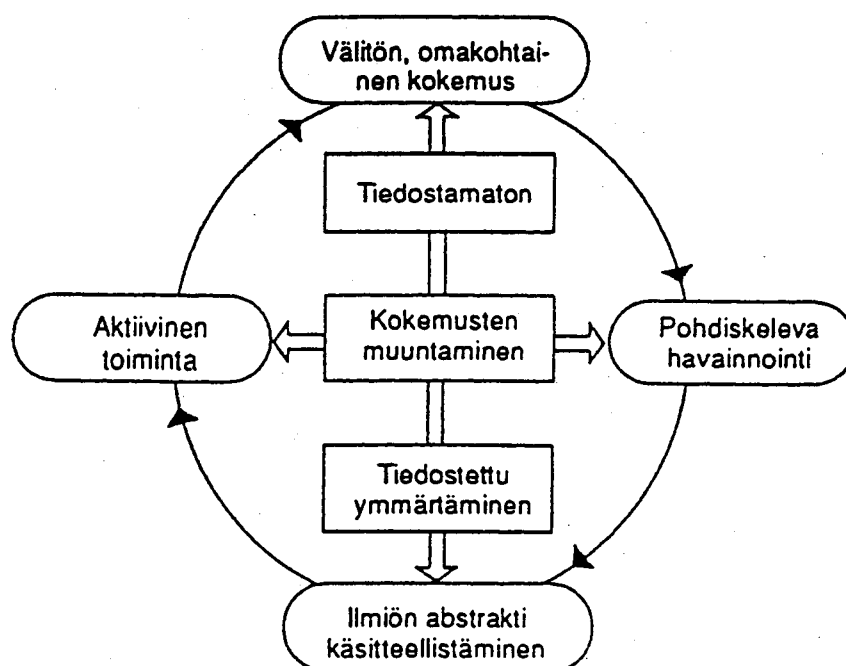 Välitön, omakohtai-
nen kokemus
Tiedostamaton
Aktiivinen
toiminta
Kokemusten
muuntaminen
Pohdiskeleva
havainnointi
Tiedostettu
ymmärtäminen
Ilmiön abstrakti
käsitteellistäminen